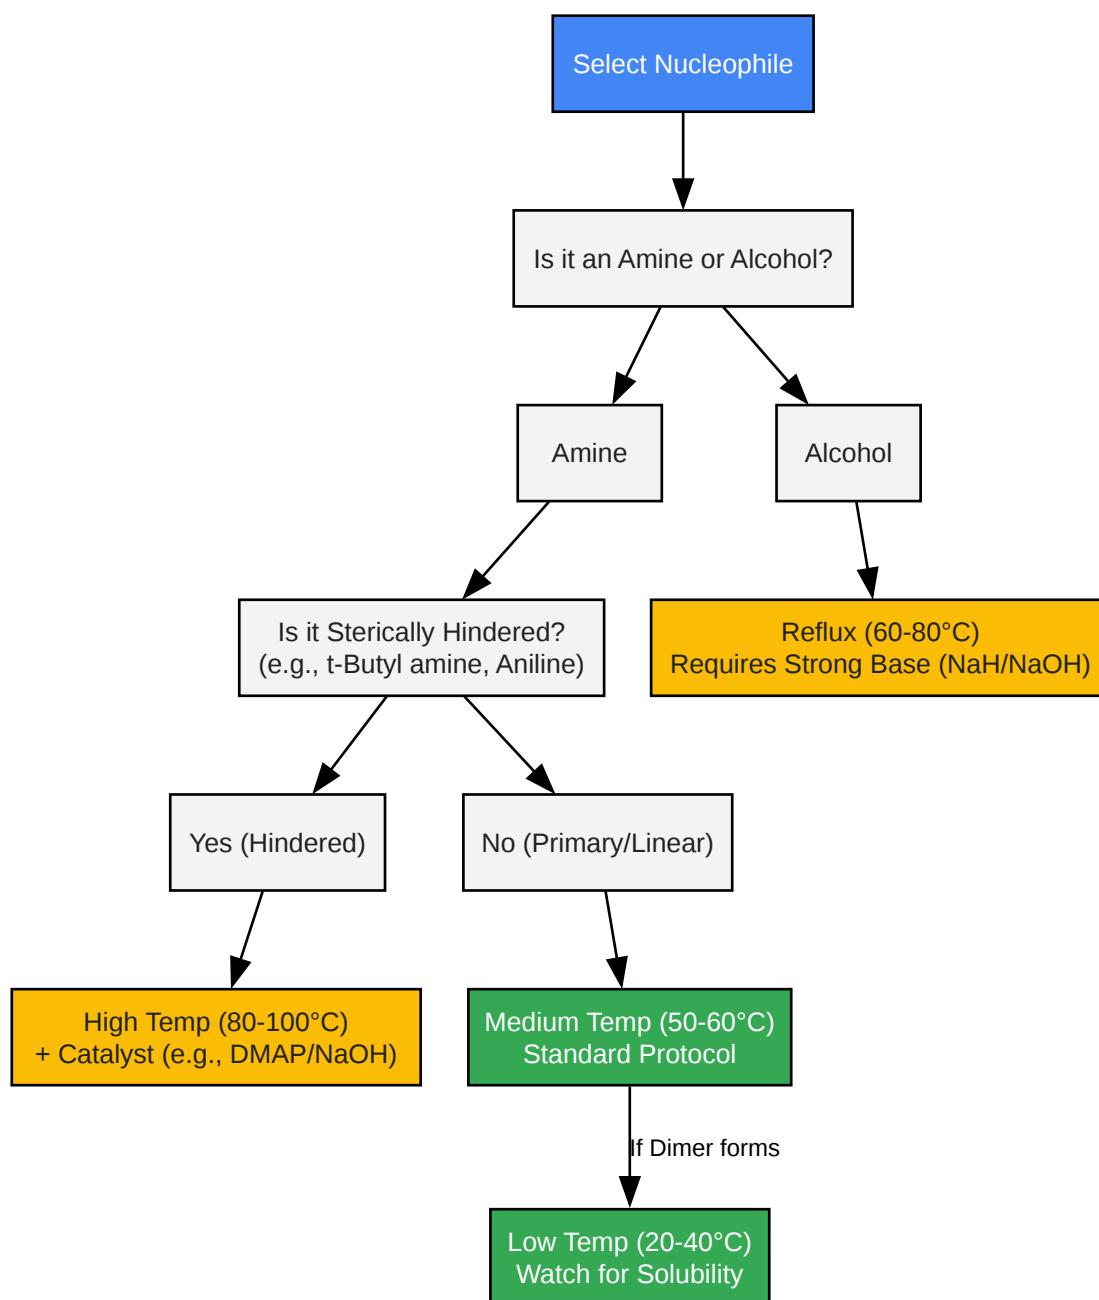 Select Nucleophile
Is it an Amine or Alcohol?
Amine
Alcohol
Is it Sterically Hindered?
(e.g., t-Butyl amine, Aniline)
Reflux (60-80°C)
Requires Strong Base (NaH/NaOH)
Yes (Hindered)
No (Primary/Linear)
High Temp (80-100°C)
+ Catalyst (e.g., DMAP/NaOH)
Medium Temp (50-60°C)
Standard Protocol
If Dimer forms
Low Temp (20-40°C)
Watch for Solubility